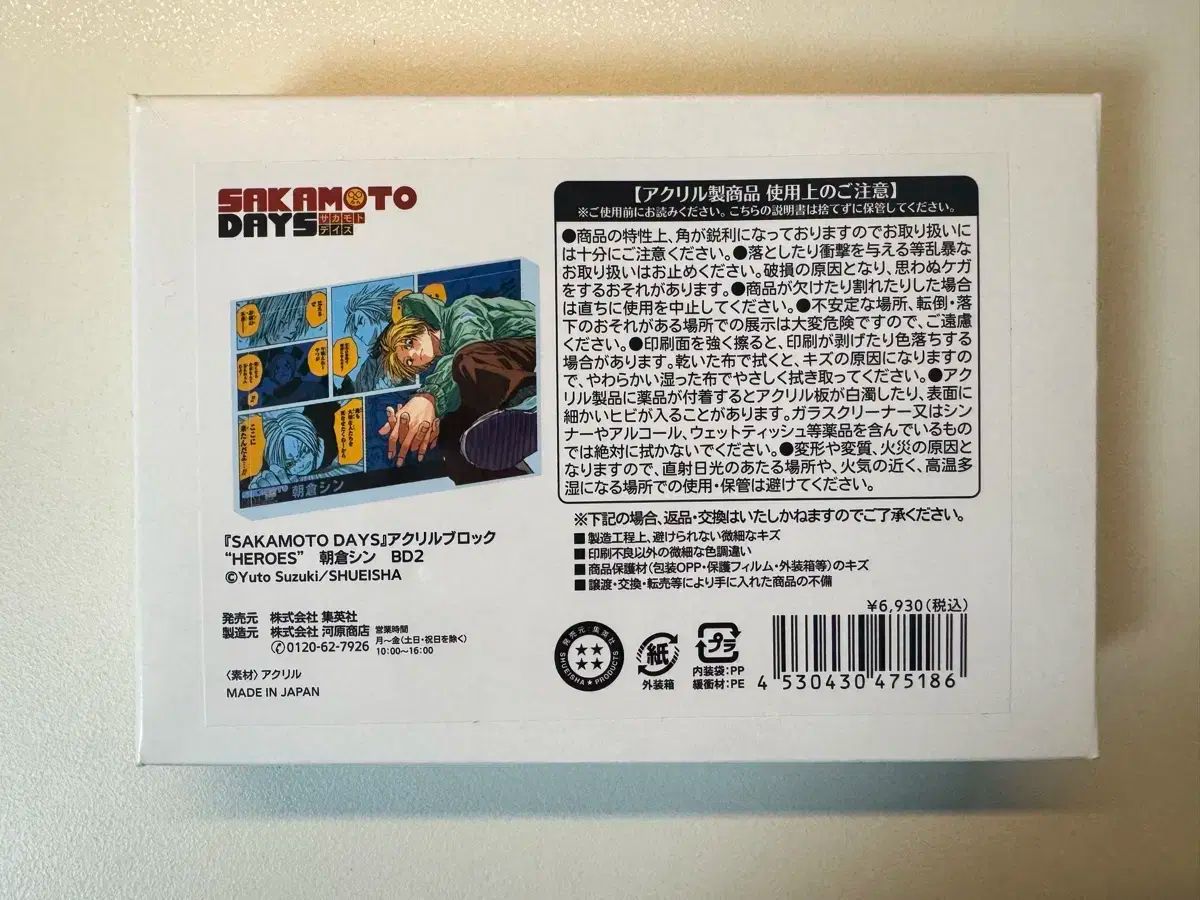 SAKAMOTO
DAYS サカモト
デイズ
ここに
来たんだよ…!!
朝倉シン
『SAKAMOTO DAYS』アクリルブロック
“HEROES” 朝倉シン BD2
©Yuto Suzuki/SHUEISHA
発売元 株式会社 集英社
製造元 株式会社 河原商店
0120-62-7926
営業時間
月〜金(土日・祝日を除く)
10:00〜16:00
〈素材〉アクリル
MADE IN JAPAN
【アクリル製商品 使用上のご注意】
※ご使用前にお読みください。こちらの説明書は捨てずに保管してください。
●商品の特性上、角が鋭利になっておりますのでお取り扱いに
は十分にご注意ください。●落としたり衝撃を与える等乱暴な
お取り扱いはお止めください。破損の原因となり、思わぬケガ
をするおそれがあります。●商品が欠けたり割れたりした場合
は直ちに使用を中止してください。●不安定な場所、転倒・落
下のおそれがある場所での展示は大変危険ですので、ご遠慮
ください。●印刷面を強く擦ると、印刷が剥げたり色落ちする
場合があります。乾いた布で拭くと、キズの原因になりますの
で、やわらかい湿った布でやさしく拭き取ってください。●アク
リル製品に薬品が付着するとアクリル板が白濁したり、表面に
細かいヒビが入ることがあります。ガラスクリーナー又はシン
ナーやアルコール、ウェットティッシュ等薬品を含んでいるもの
では絶対に拭かないでください。●変形や変質、火災の原因と
なりますので、直射日光のあたる場所や、火気の近く、高温多
湿になる場所での使用・保管は避けてください。
※下記の場合、返品・交換はいたしかねますのでご了承ください。
■製造工程上、避けられない微細なキズ
■印刷不良以外の微細な色調違い
■商品保護材(包装OPP・保護フィルム・外装箱等)のキズ
■譲渡・交換・転売等により手に入れた商品の不備
¥6,930(税込)
発売元:集英社
SHUEISHA★PRODUCTS
紙
外装箱
プラ
内装袋:PP
緩衝材:PE
4 530430 475186